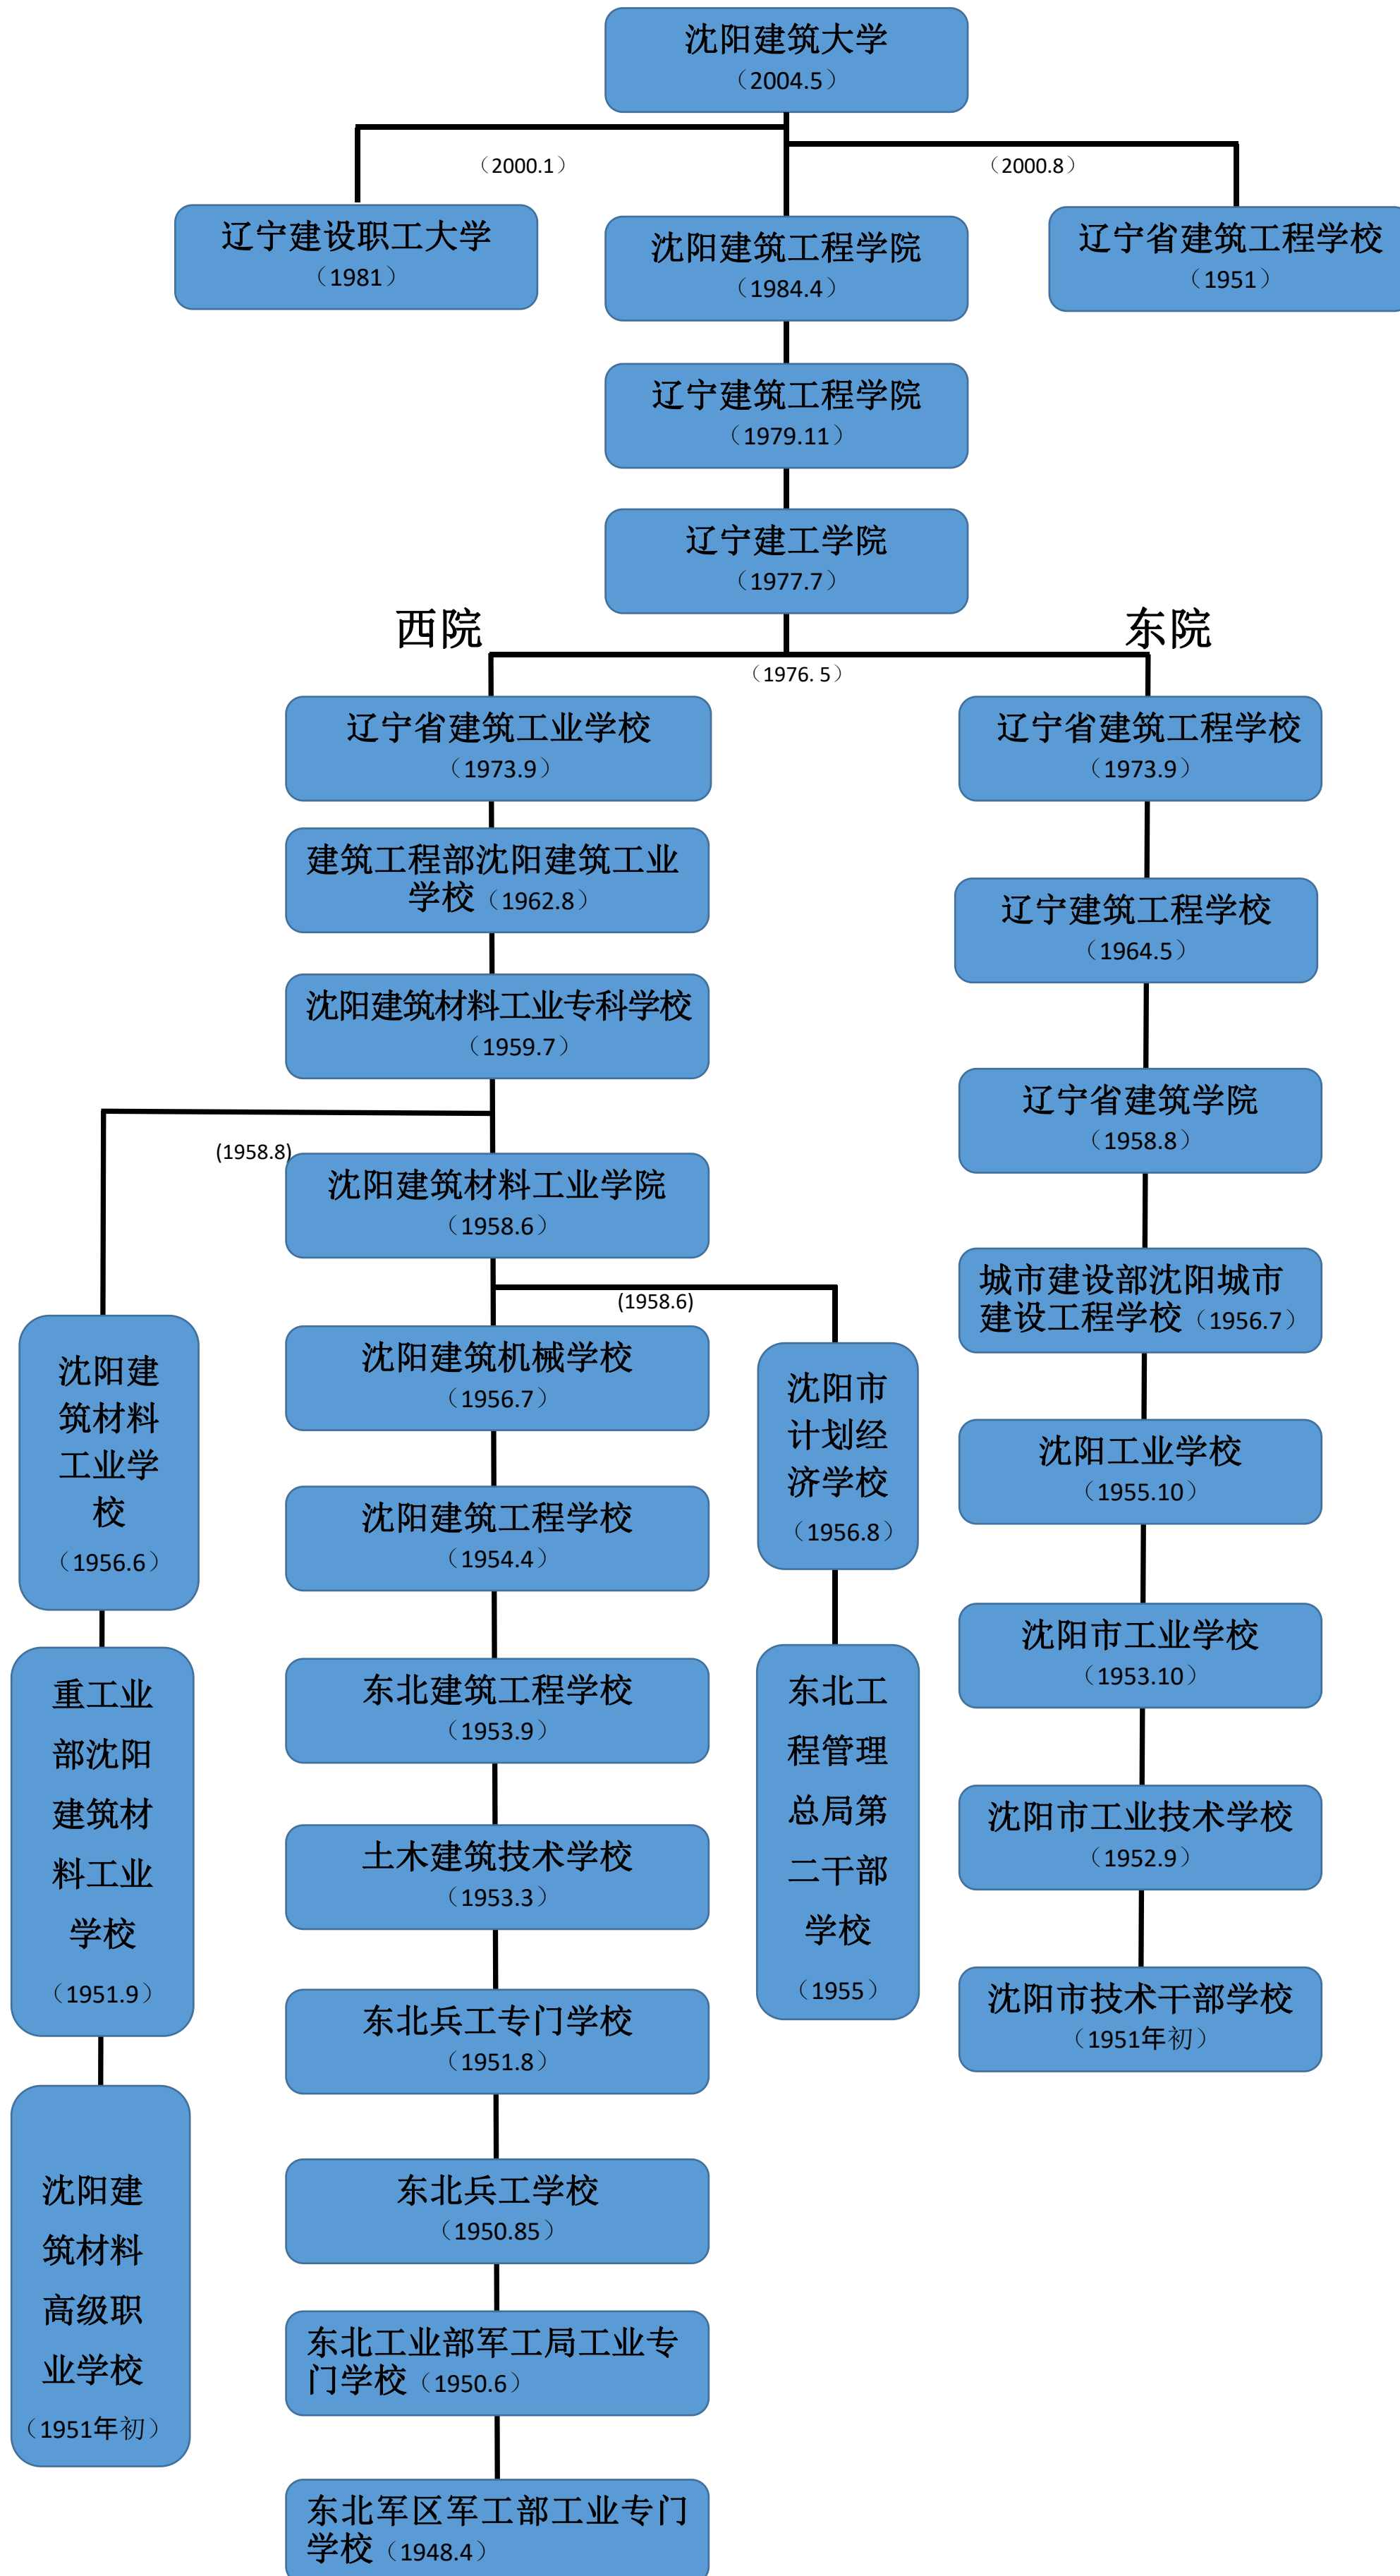 沈阳建筑大学
（2004.5）
（2000.1）
（2000.8）
辽宁建设职工大学
（1981）
沈阳建筑工程学院
（1984.4）
辽宁省建筑工程学校
（1951）
辽宁建筑工程学院
（1979.11）
辽宁建工学院
（1977.7）
西院
东院
（1976. 5）
辽宁省建筑工业学校
（1973.9）
辽宁省建筑工程学校
（1973.9）
建筑工程部沈阳建筑工业
学校（1962.8）
辽宁建筑工程学校
（1964.5）
沈阳建筑材料工业专科学校
（1959.7）
辽宁省建筑学院
（1958.8）
(1958.8)
沈阳建筑材料工业学院
（1958.6）
城市建设部沈阳城市
建设工程学校（1956.7）
(1958.6)
沈阳建
筑材料
工业学
校
（1956.6）
沈阳建筑机械学校
（1956.7）
沈阳市
计划经
济学校
（1956.8）
沈阳工业学校
（1955.10）
沈阳建筑工程学校
（1954.4）
沈阳市工业学校
（1953.10）
重工业
部沈阳
建筑材
料工业
学校
（1951.9）
东北建筑工程学校
（1953.9）
东北工
程管理
总局第
二干部
学校
（1955）
沈阳市工业技术学校
（1952.9）
土木建筑技术学校
（1953.3）
沈阳市技术干部学校
（1951年初）
东北兵工专门学校
（1951.8）
沈阳建
筑材料
高级职
业学校
（1951年初）
东北兵工学校
（1950.85）
东北工业部军工局工业专
门学校（1950.6）
东北军区军工部工业专门
学校（1948.4）